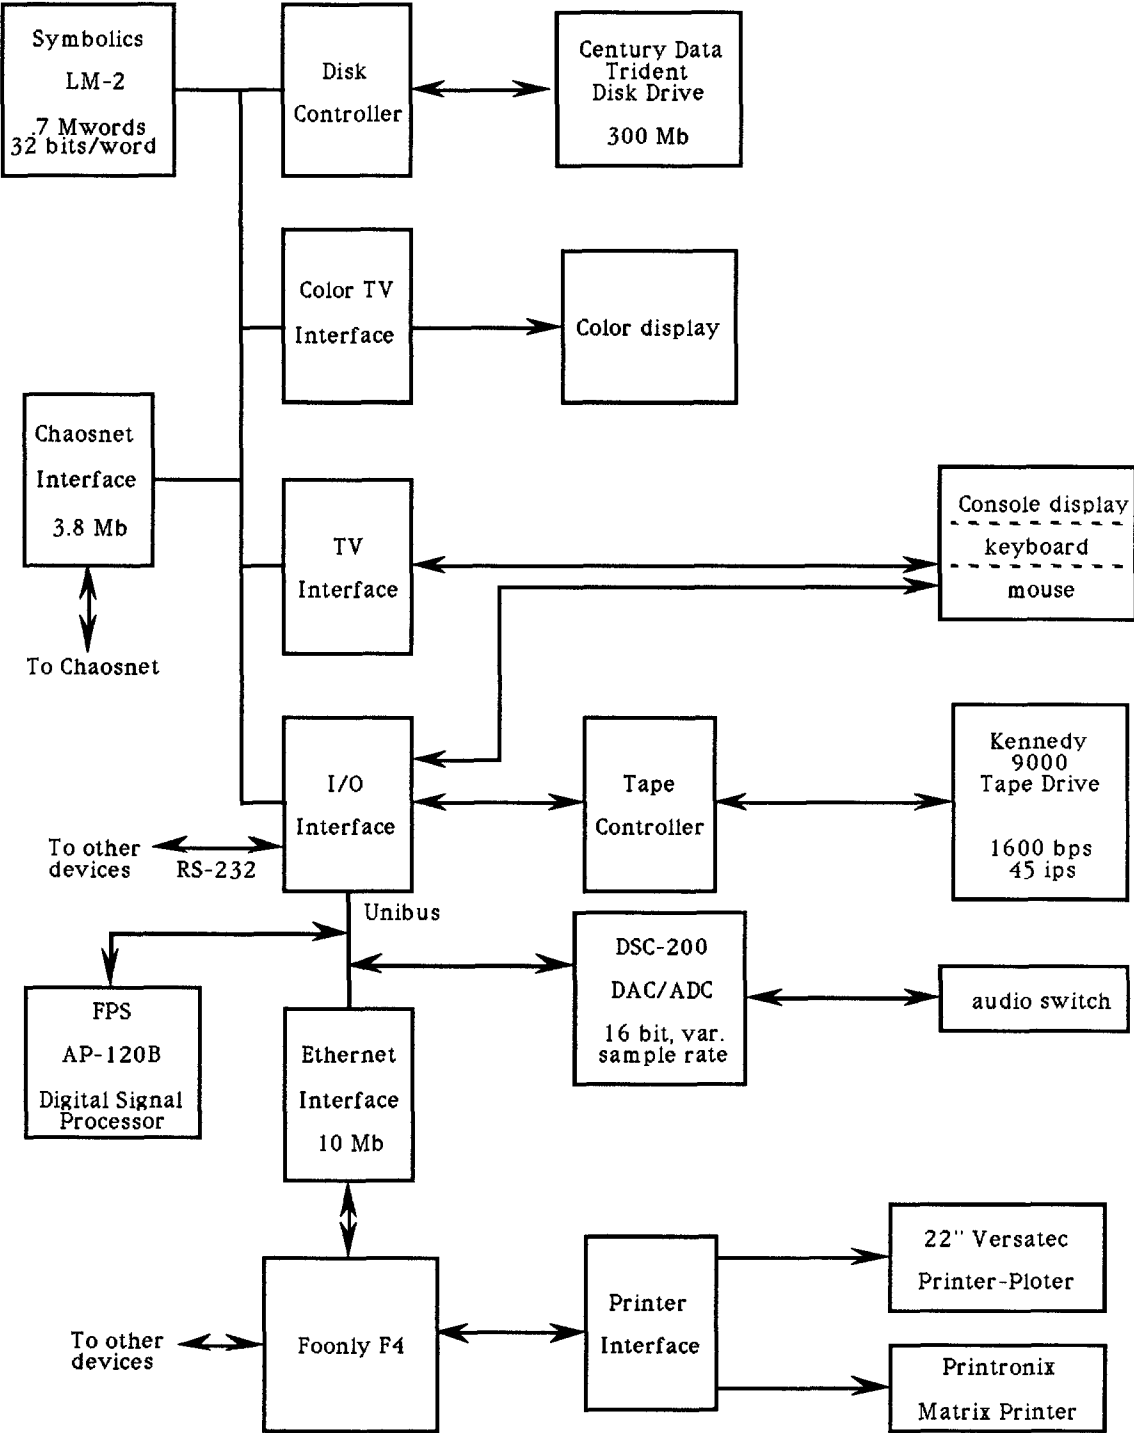 Symbolics
LM-2
.7 Mwords
32 bits/word
Disk
Controller
Century Data
Trident
Disk Drive
300 Mb
Color TV
Interface
Color display
Chaosnet
Interface
3.8 Mb
To Chaosnet
TV
Interface
Console display
keyboard
mouse
I/O
Interface
To other
devices
RS-232
Tape
Controller
Kennedy
9000
Tape Drive
1600 bps
45 ips
Unibus
FPS
AP-120B
Digital Signal
Processor
DSC-200
DAC/ADC
16 bit, var.
sample rate
audio switch
Ethernet
Interface
10 Mb
To other
devices
Foonly F4
Printer
Interface
22" Versatec
Printer-Ploter
Printronix
Matrix Printer